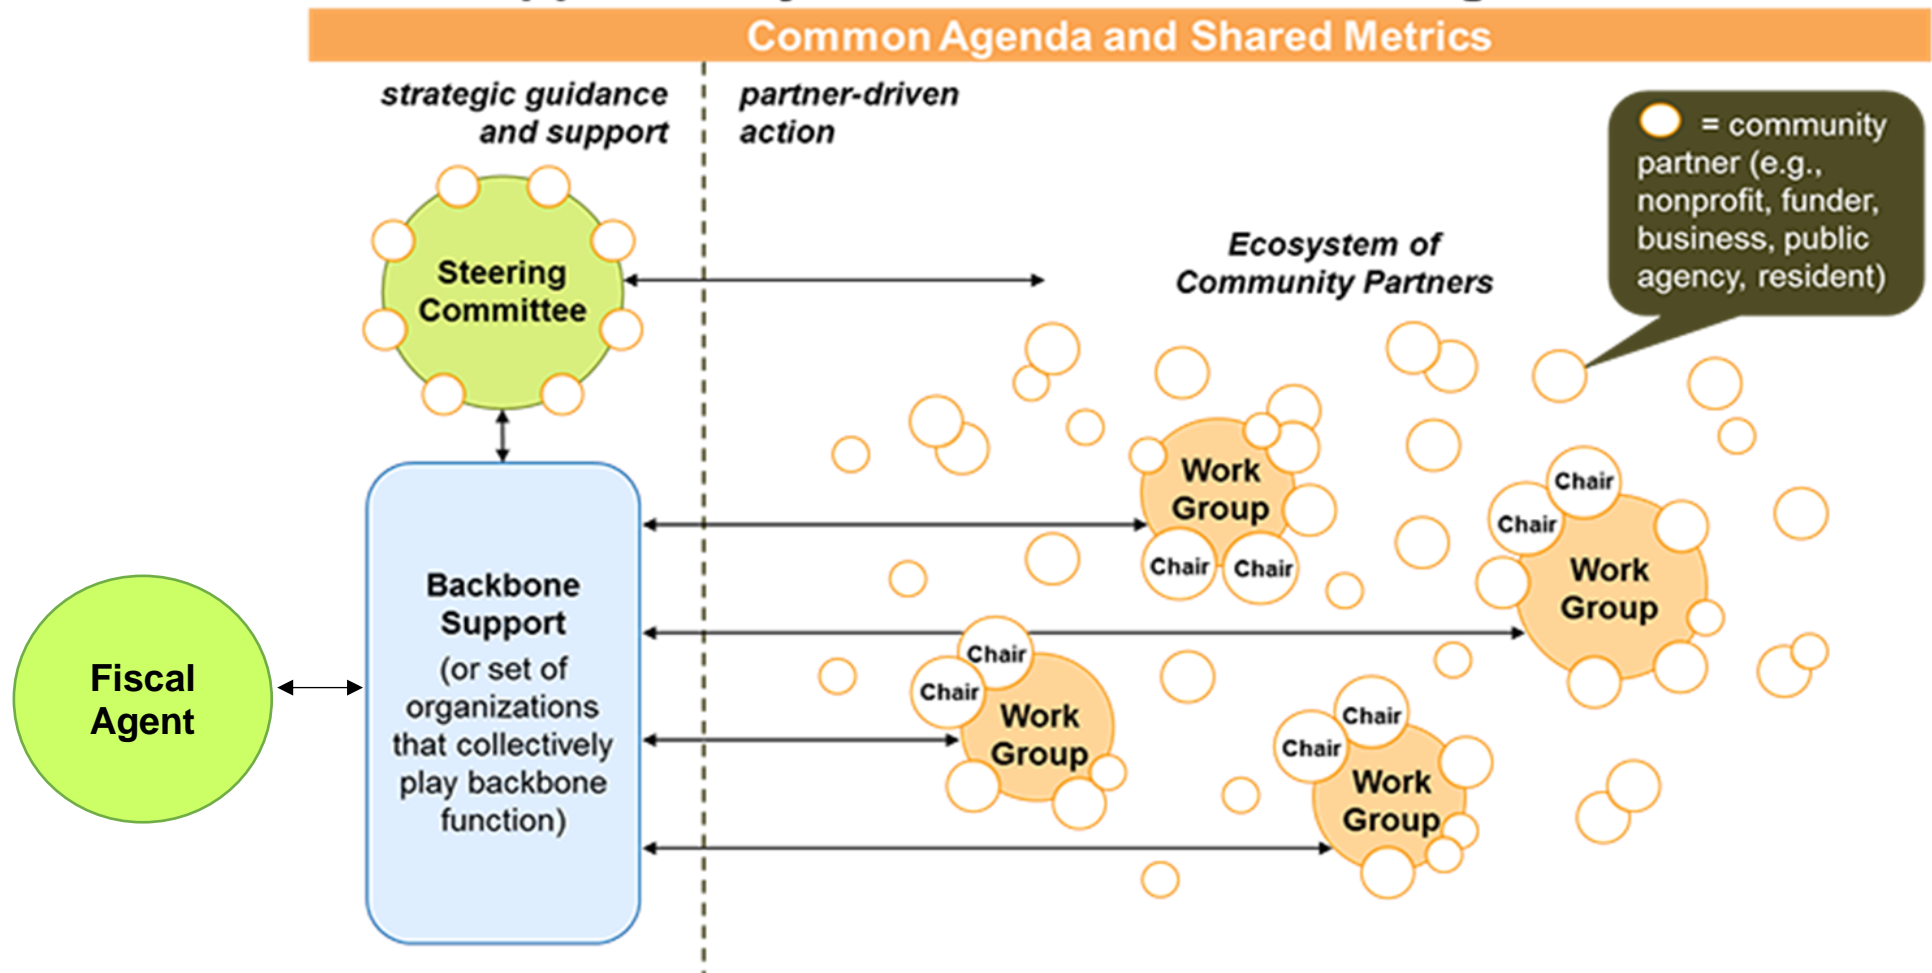 Common Agenda and Shared Metrics
strategic guidance
and support
partner-driven
action
= community
partner (e.g.,
nonprofit, funder,
business, public
agency, resident)
Ecosystem of
Community Partners
Steering
Committee
Work
Group
Chair
Chair
Chair
Chair
Work
Group
Backbone
Support
(or set of
organizations
that collectively
play backbone
function)
Fiscal
Agent
Chair
Chair
Work
Group
Chair
Chair
Work
Group